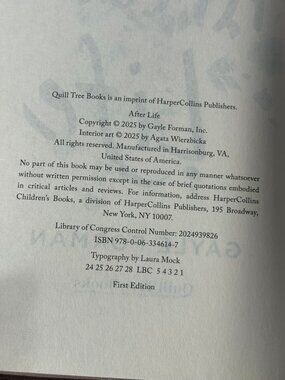 Quill Tree Books is an imprint of HarperCollins Publishers.
After Life
Copyright © 2025 by Gayle Forman, Inc.
Interior art © 2025 by Agata Wierzbicka
All rights reserved. Manufactured in Harrisonburg, VA,
United States of America.
No part of this book may be used or reproduced in any manner whatsoever
without written permission except in the case of brief quotations embodied
in critical articles and reviews. For information, address HarperCollins
Children's Books, a division of HarperCollins Publishers, 195 Broadway,
New York, NY 10007.
Library of Congress Control Number: 2024939826
ISBN 978-0-06-334614-7
Typography by Laura Mock
24 25 26 27 28 LBC 5 4 3 2 1
First Edition